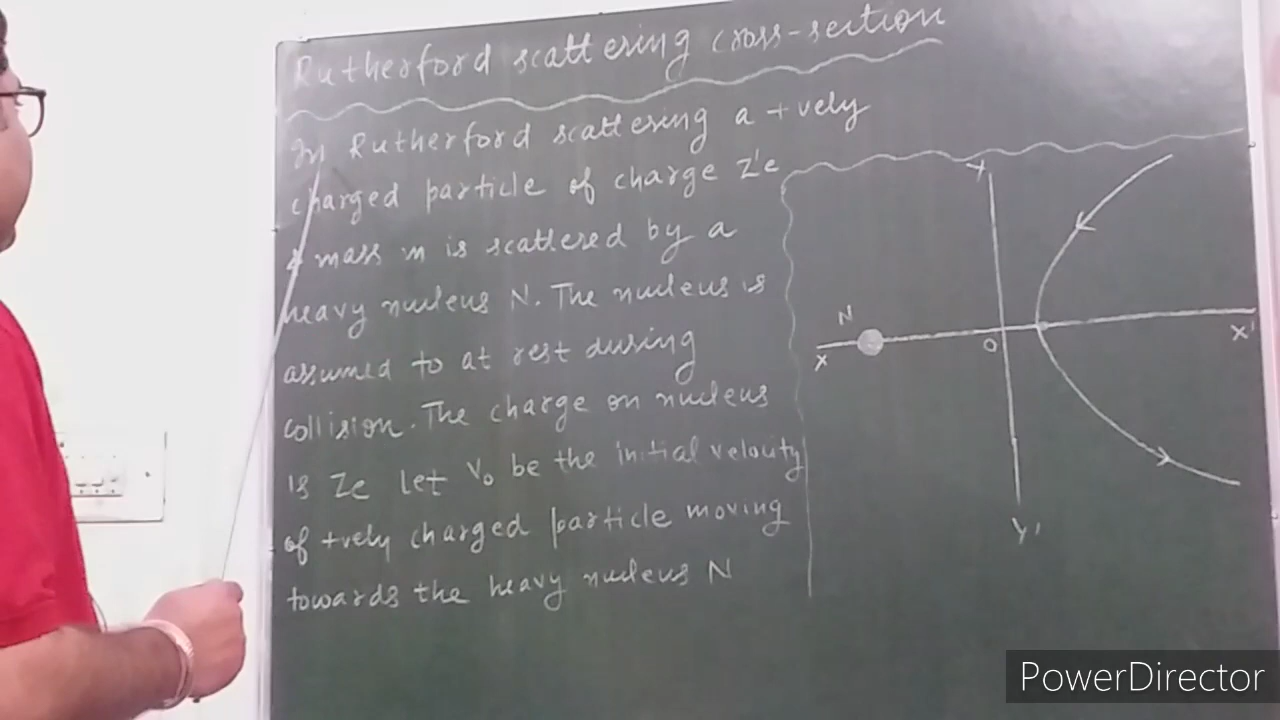 Rutherford scattering cross-section
In Rutherford scattering a +vely
charged particle of charge Z'e
& mass m is scattered by a
heavy nucleus N. The nucleus is
assumed to at rest during
collision. The charge on nucleus
is Ze let V₀ be the initial velocity
of +vely charged particle moving
towards the heavy nucleus N
Y
N
X
O
X'
Y'
PowerDirector